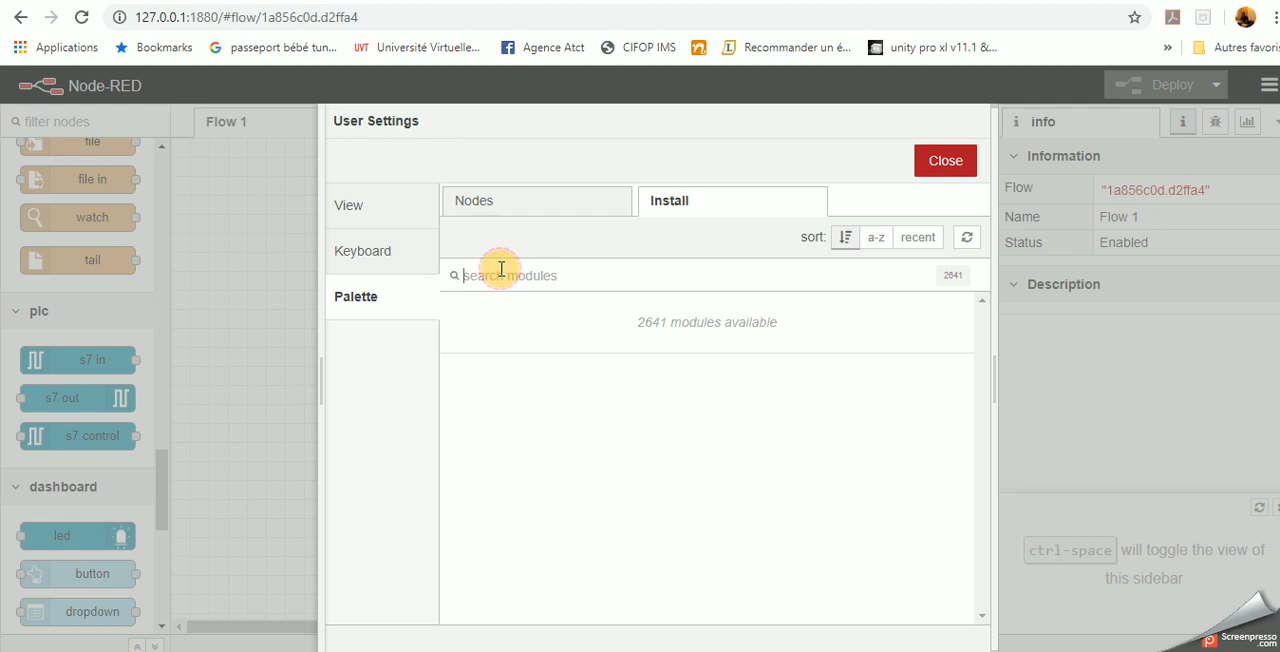 127.0.0.1:1880/#flow/1a856c0d.d2ffa4
Applications
Bookmarks
passeport bébé tun...
UVT Université Virtuelle...
Agence Atct
CIFOP IMS
Recommander un é...
unity pro xl v11.1 &...
»
Autres favoris
Node-RED
Deploy
filter nodes
Flow 1
User Settings
info
Close
Information
Flow "1a856c0d.d2ffa4"
Name Flow 1
Status Enabled
Description
View
Keyboard
Palette
Nodes
Install
sort:
a-z
recent
search modules
2641
2641 modules available
file
file in
watch
tail
plc
s7 in
s7 out
s7 control
dashboard
led
button
dropdown
ctrl-space will toggle the view of
this sidebar
Screenpresso
.com